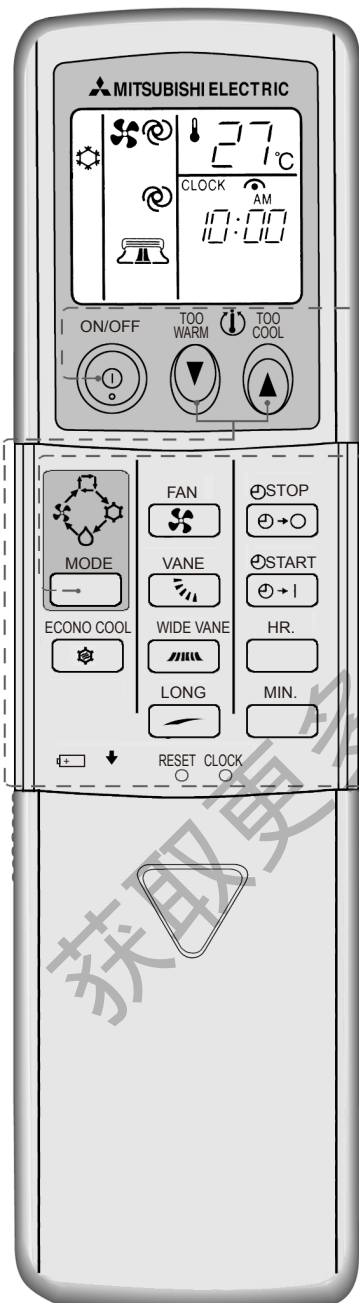 MITSUBISHI ELECTRIC
27°C
CLOCK
AM
10:00
ON/OFF
TOO WARM
TOO COOL
MODE
FAN
STOP
VANE
START
ECONO COOL
WIDE VANE
HR.
LONG
MIN.
RESET CLOCK
获取更多